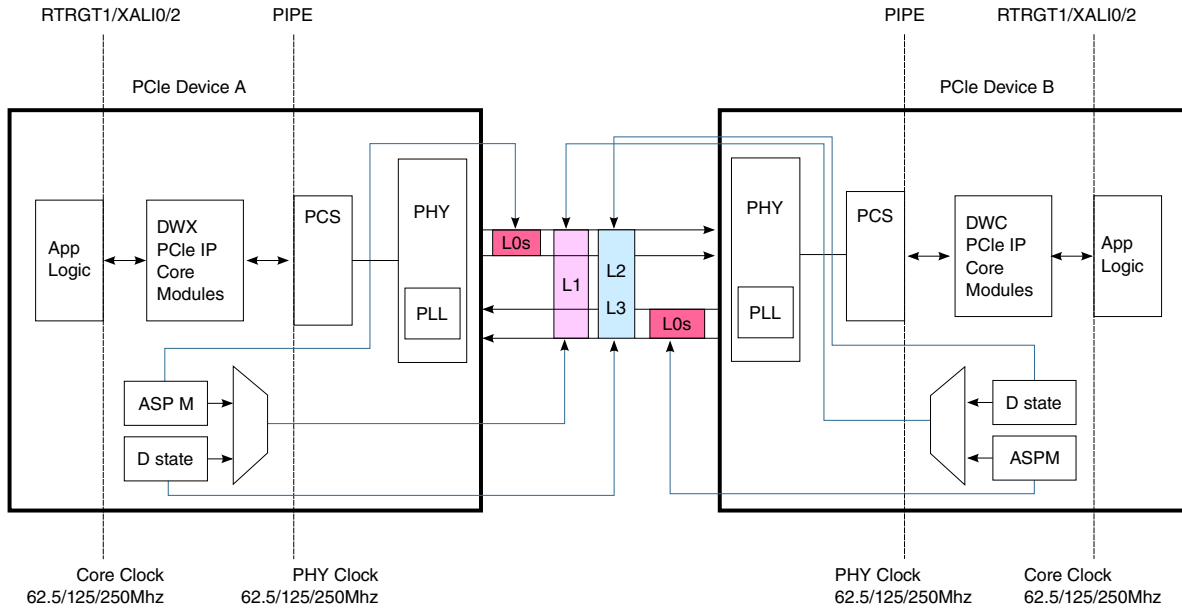 RTRGT1/XALI0/2
PIPE
PIPE
RTRGT1/XALI0/2
PCIe Device A
PCIe Device B
App
Logic
DWX
PCIe IP
Core
Modules
PCS
PHY
PLL
L0s
L1
L2
L3
L0s
PHY
PLL
PCS
DWC
PCIe IP
Core
Modules
App
Logic
ASP M
D state
D state
ASPM
Core Clock
62.5/125/250Mhz
PHY Clock
62.5/125/250Mhz
PHY Clock
62.5/125/250Mhz
Core Clock
62.5/125/250Mhz